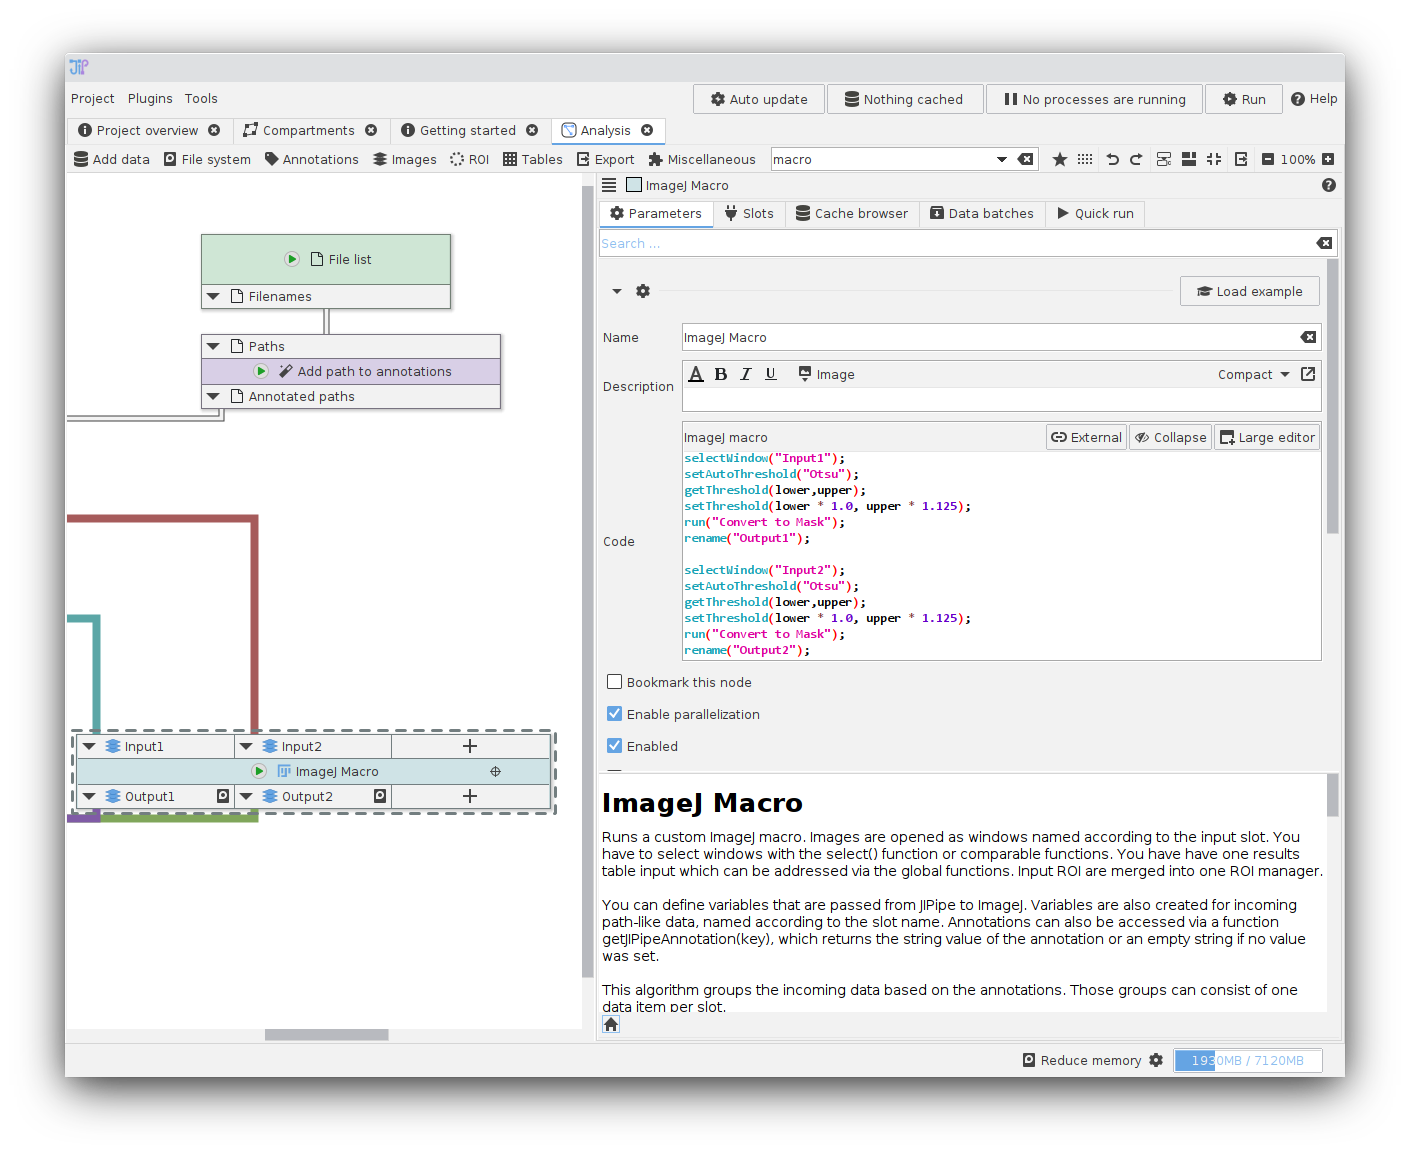 JIP
Project Plugins Tools
Auto update
Nothing cached
No processes are running
Run
Help
Project overview
Compartments
Getting started
Analysis
Add data
File system
Annotations
Images
ROI
Tables
Export
Miscellaneous
macro
100%
File list
Filenames
Paths
Add path to annotations
Annotated paths
Input1
Input2
ImageJ Macro
Output1
Output2
ImageJ Macro
Parameters
Slots
Cache browser
Data batches
Quick run
Search ...
Load example
Name
ImageJ Macro
Description
A B I U
Image
Compact
Code
ImageJ macro
External
Collapse
Large editor
selectWindow("Input1");
setAutoThreshold("Otsu");
getThreshold(lower,upper);
setThreshold(lower * 1.0, upper * 1.125);
run("Convert to Mask");
rename("Output1");
selectWindow("Input2");
setAutoThreshold("Otsu");
getThreshold(lower,upper);
setThreshold(lower * 1.0, upper * 1.125);
run("Convert to Mask");
rename("Output2");
Bookmark this node
Enable parallelization
Enabled
ImageJ Macro
Runs a custom ImageJ macro. Images are opened as windows named according to the input slot. You
have to select windows with the select() function or comparable functions. You have have one results
table input which can be addressed via the global functions. Input ROI are merged into one ROI manager.
You can define variables that are passed from JIPipe to ImageJ. Variables are also created for incoming
path-like data, named according to the slot name. Annotations can also be accessed via a function
getJIPipeAnnotation(key), which returns the string value of the annotation or an empty string if no value
was set.
This algorithm groups the incoming data based on the annotations. Those groups can consist of one
data item per slot.
Reduce memory
1930MB / 7120MB